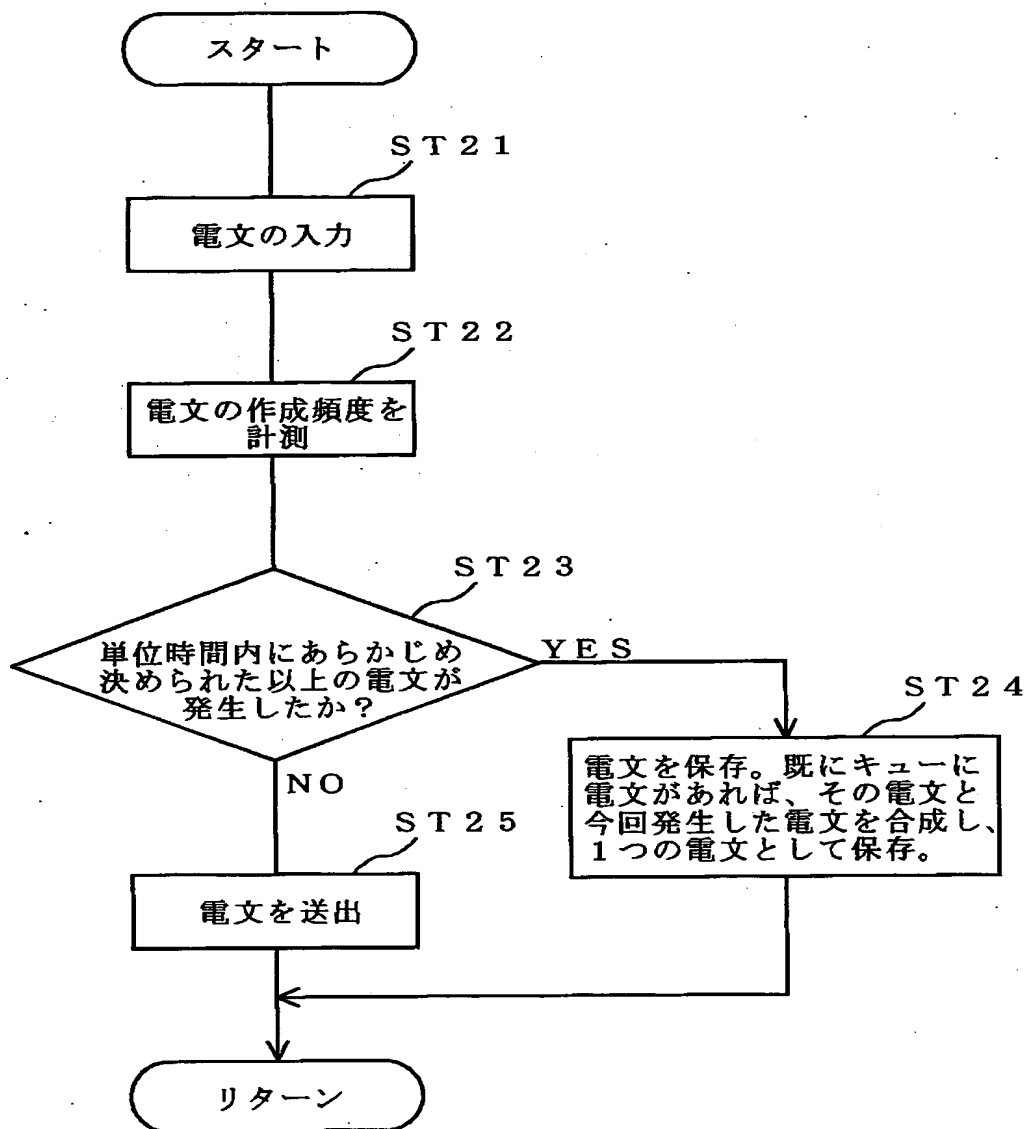 スタート
ST21
電文の入力
ST22
電文の作成頻度を
計測
ST23
単位時間内にあらかじめ
決められた以上の電文が
発生したか?
YES
ST24
電文を保存。既にキューに
電文があれば、その電文と
今回発生した電文を合成し、
1つの電文として保存。
NO
ST25
電文を送出
リターン